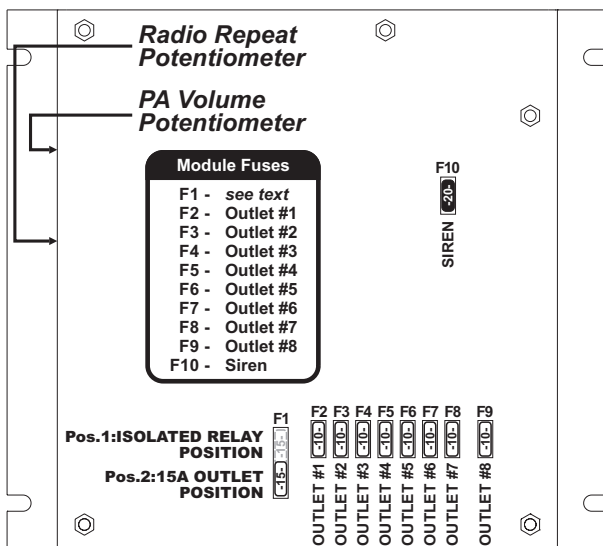 Radio Repeat
Potentiometer
PA Volume
Potentiometer
Module Fuses
F1 - see text
F2 - Outlet #1
F3 - Outlet #2
F4 - Outlet #3
F5 - Outlet #4
F6 - Outlet #5
F7 - Outlet #6
F8 - Outlet #7
F9 - Outlet #8
F10 - Siren
F10
-20-
SIREN
F1
-15-
-15-
Pos.1:ISOLATED RELAY
POSITION
Pos.2:15A OUTLET
POSITION
F2 F3 F4 F5 F6 F7 F8 F9
-10- -10- -10- -10- -10- -10- -10- -10-
OUTLET #1
OUTLET #2
OUTLET #3
OUTLET #4
OUTLET #5
OUTLET #6
OUTLET #7
OUTLET #8